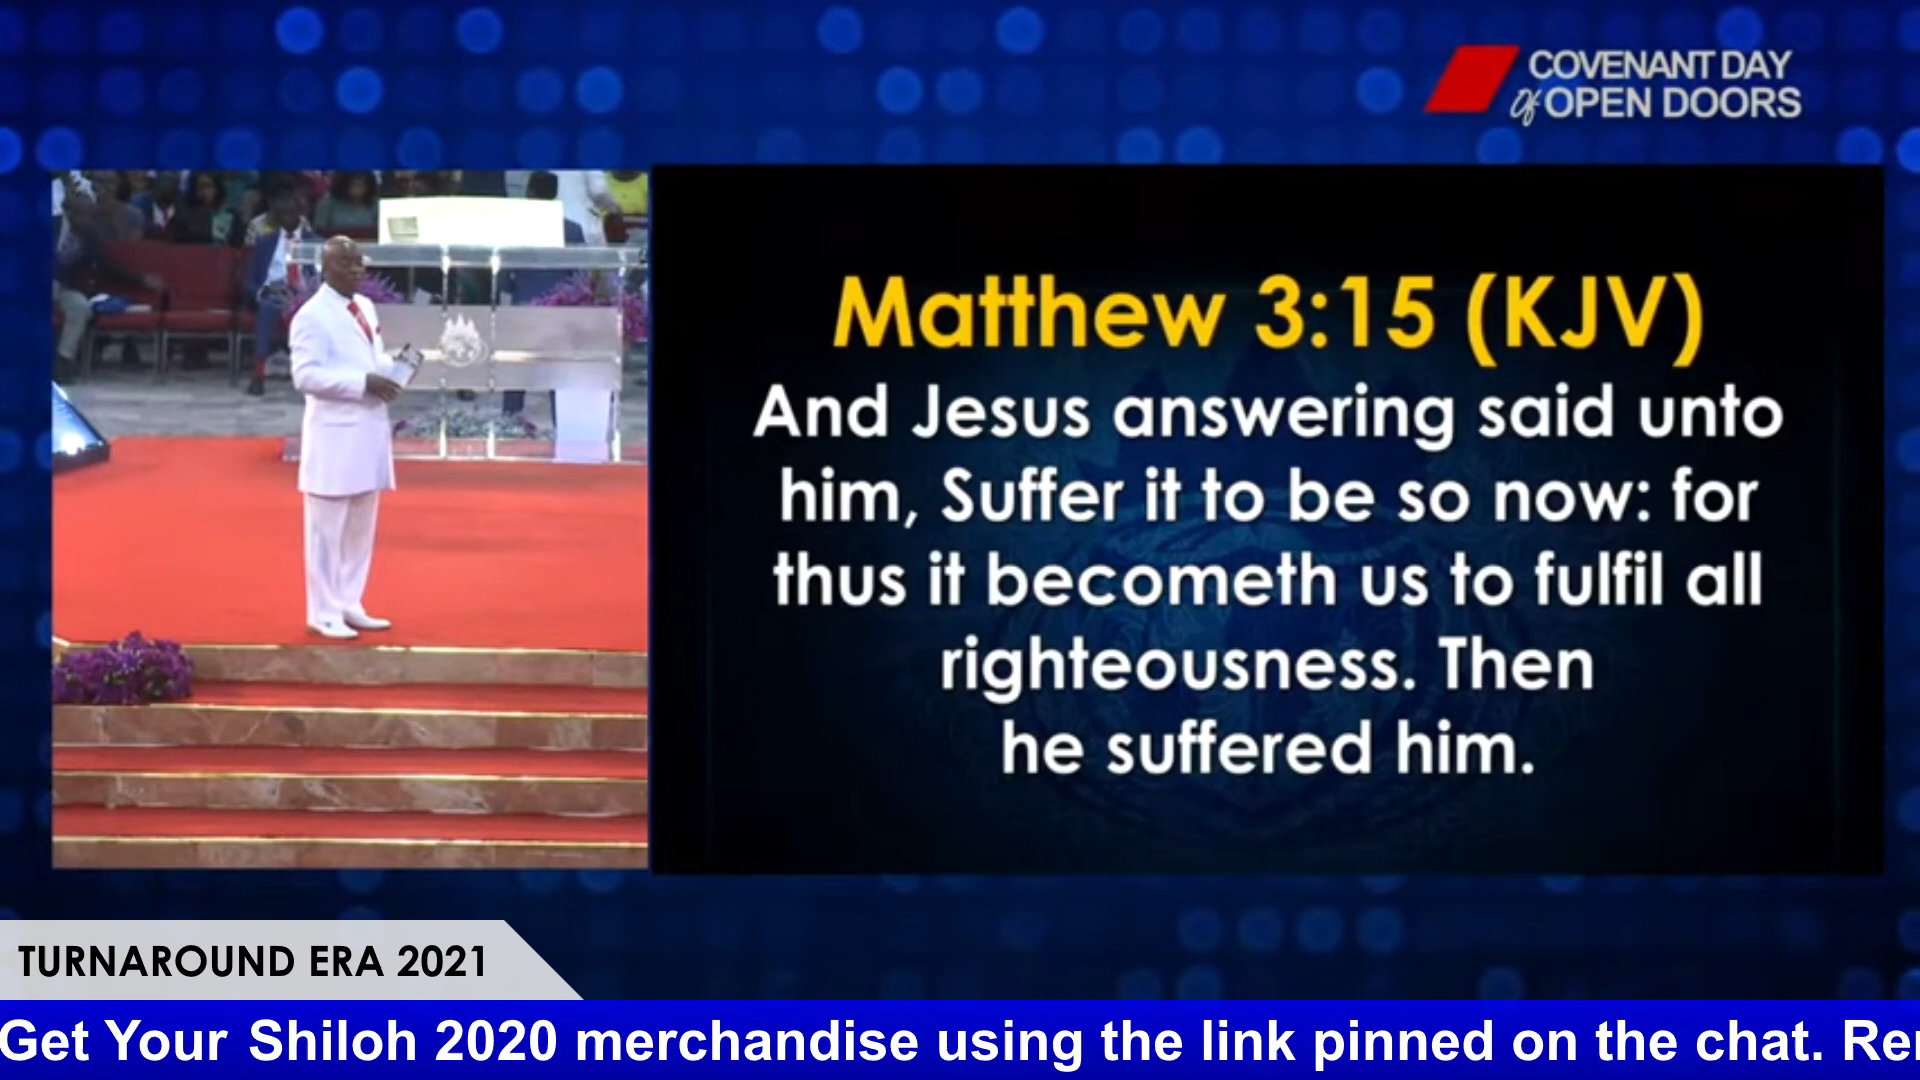 COVENANT DAY
Of OPEN DOORS
Matthew 3:15 (KJV)
And Jesus answering said unto
him, Suffer it to be so now: for
thus it becometh us to fulfil all
righteousness. Then
he suffered him.
TURNAROUND ERA 2021
Get Your Shiloh 2020 merchandise using the link pinned on the chat.